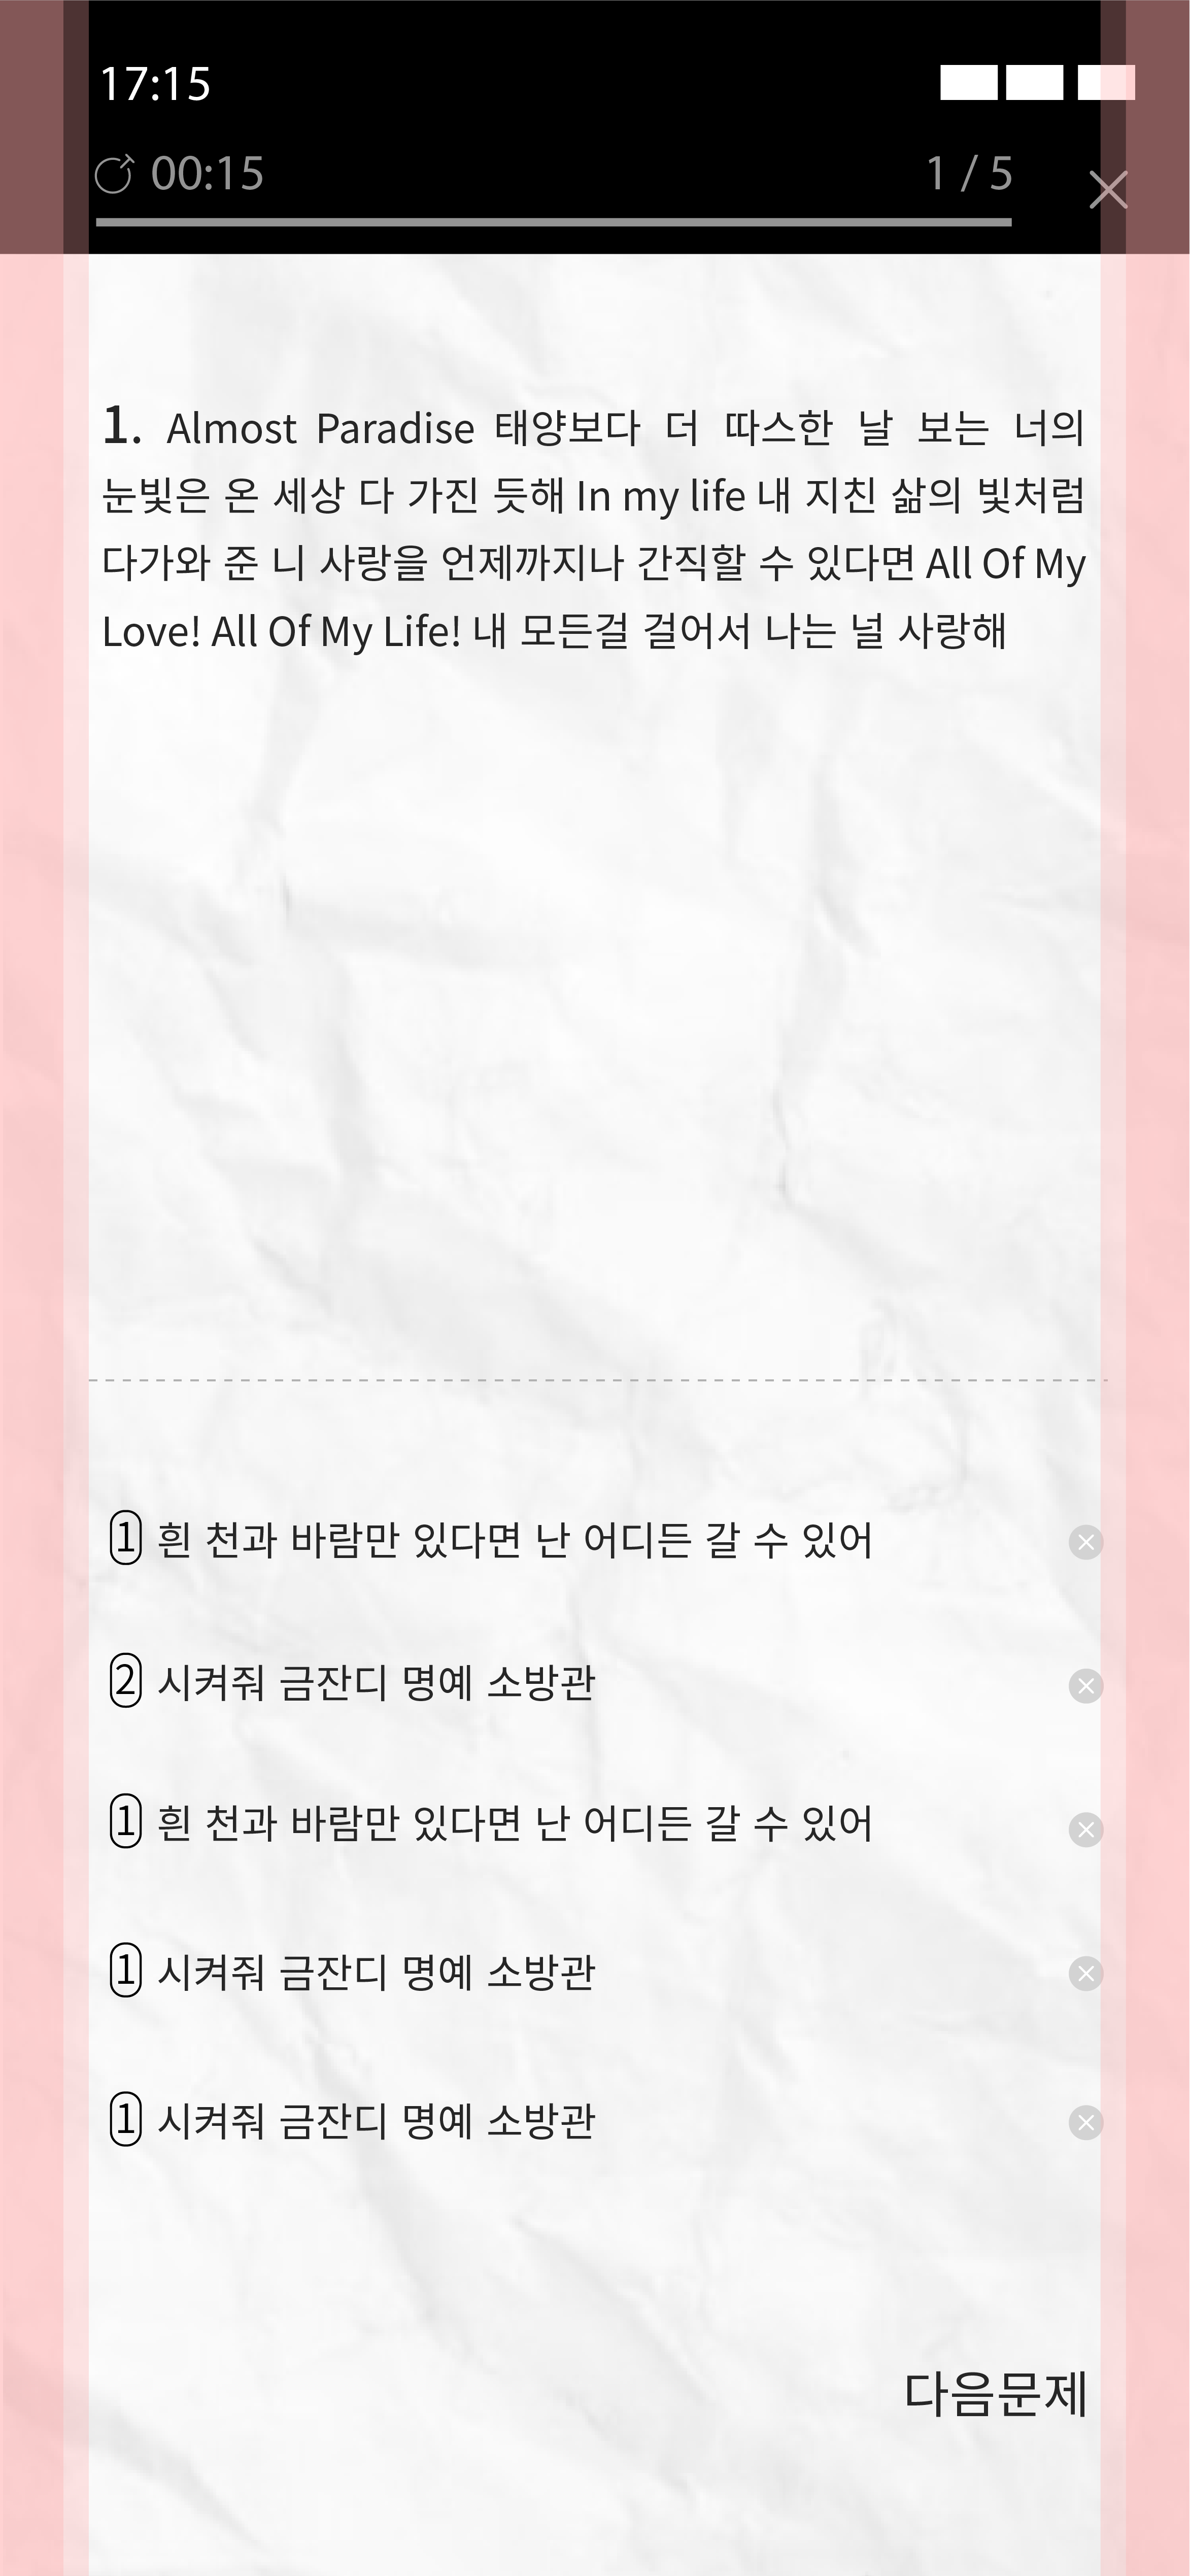 17:15
00:15 1 / 5
1. Almost Paradise 태양보다 더 따스한 날 보는 너의
눈빛은 온 세상 다 가진 듯해 In my life 내 지친 삶의 빛처럼
다가와 준 니 사랑을 언제까지나 간직할 수 있다면 All Of My
Love! All Of My Life! 내 모든걸 걸어서 나는 널 사랑해
1 흰 천과 바람만 있다면 난 어디든 갈 수 있어
2 시켜줘 금잔디 명예 소방관
1 흰 천과 바람만 있다면 난 어디든 갈 수 있어
1 시켜줘 금잔디 명예 소방관
1 시켜줘 금잔디 명예 소방관
다음문제